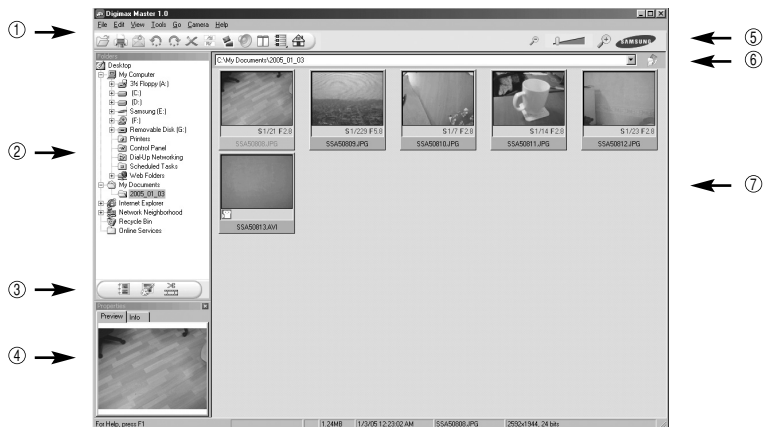 Digimax Master 1.0
File Edit View Tools Go Camera Help
①
SAMSUNG
⑤
Folders
C:\My Documents\2005_01_03
⑥
Desktop
My Computer
3½ Floppy (A:)
(C:)
(D:)
Samsung (E:)
(F:)
Removable Disk (G:)
Printers
Control Panel
Dial-Up Networking
Scheduled Tasks
Web Folders
My Documents
2005_01_03
Internet Explorer
Network Neighborhood
Recycle Bin
Online Services
②
S1/21 F2.8
SSA50808.JPG
S1/229 F5.8
SSA50809.JPG
S1/7 F2.8
SSA50810.JPG
S1/14 F2.8
SSA50811.JPG
S1/23 F2.8
SSA50812.JPG
SSA50813.AVI
⑦
③
Properties
Preview Info
④
For Help, press F1
1.24MB
1/3/05 12:23:02 AM
SSA50808.JPG
2592x1944, 24 bits